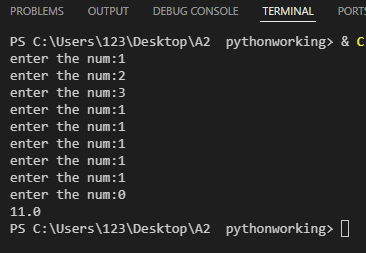 PROBLEMS OUTPUT DEBUG CONSOLE TERMINAL PORTS
PS C:\Users\123\Desktop\A2  pythonworking> & C
enter the num:1
enter the num:2
enter the num:3
enter the num:1
enter the num:1
enter the num:1
enter the num:1
enter the num:1
enter the num:0
11.0
PS C:\Users\123\Desktop\A2  pythonworking>